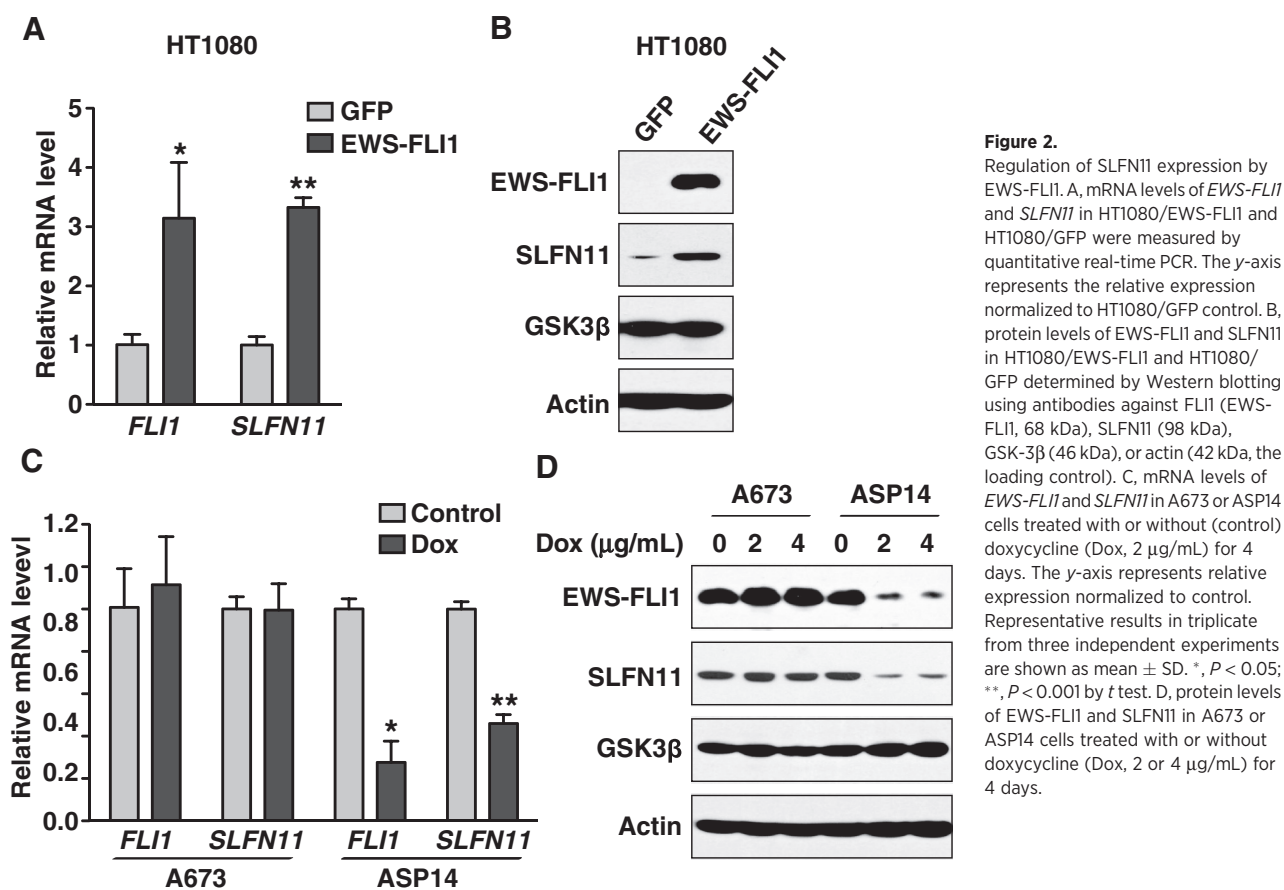 A
HT1080
GFP
EWS-FLI1
Relative mRNA level
5
4
3
2
1
0
*
**
FLI1 SLFN11
B
HT1080
GFP EWS-FLI1
EWS-FLI1
SLFN11
GSK3β
Actin
C
Control
Dox
Relative mRNA level
1.2
1.0
0.8
0.6
0.4
0.2
0.0
*
**
FLI1 SLFN11 FLI1 SLFN11
A673 ASP14
D
A673 ASP14
Dox (μg/mL) 0 2 4 0 2 4
EWS-FLI1
SLFN11
GSK3β
Actin
Figure 2.
Regulation of SLFN11 expression by
EWS-FLI1. A, mRNA levels of EWS-FLI1
and SLFN11 in HT1080/EWS-FLI1 and
HT1080/GFP were measured by
quantitative real-time PCR. The y-axis
represents the relative expression
normalized to HT1080/GFP control. B,
protein levels of EWS-FLI1 and SLFN11
in HT1080/EWS-FLI1 and HT1080/
GFP determined by Western blotting
using antibodies against FLI1 (EWS-
FLI1, 68 kDa), SLFN11 (98 kDa),
GSK-3β (46 kDa), or actin (42 kDa, the
loading control). C, mRNA levels of
EWS-FLI1 and SLFN11 in A673 or ASP14
cells treated with or without (control)
doxycycline (Dox, 2 μg/mL) for 4
days. The y-axis represents relative
expression normalized to control.
Representative results in triplicate
from three independent experiments
are shown as mean ± SD. *, P < 0.05;
**, P < 0.001 by t test. D, protein levels
of EWS-FLI1 and SLFN11 in A673 or
ASP14 cells treated with or without
doxycycline (Dox, 2 or 4 μg/mL) for
4 days.